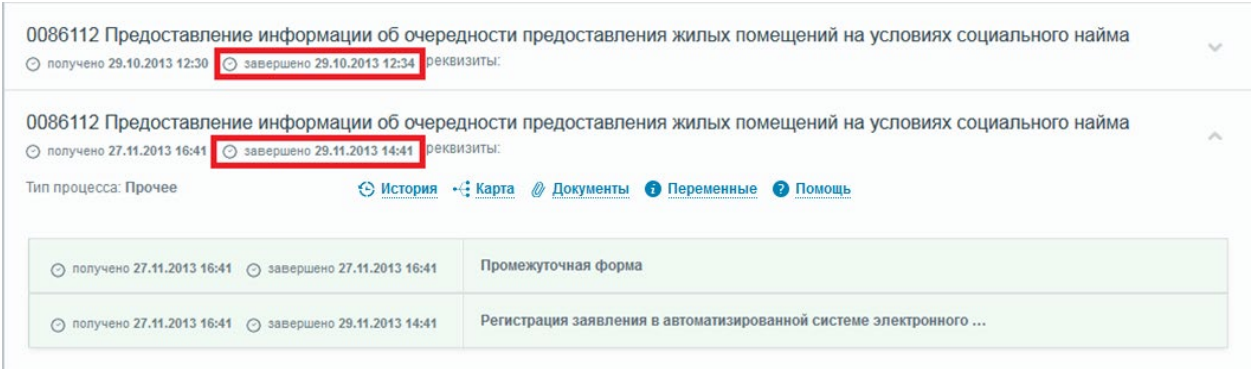 0086112 Предоставление информации об очередности предоставления жилых помещений на условиях социального найма
получено 29.10.2013 12:30 завершено 29.10.2013 12:34 реквизиты:
0086112 Предоставление информации об очередности предоставления жилых помещений на условиях социального найма
получено 27.11.2013 16:41 завершено 29.11.2013 14:41 реквизиты:
Тип процесса: Прочее История Карта Документы Переменные Помощь
получено 27.11.2013 16:41 завершено 27.11.2013 16:41 Промежуточная форма
получено 27.11.2013 16:41 завершено 29.11.2013 14:41 Регистрация заявления в автоматизированной системе электронного ...